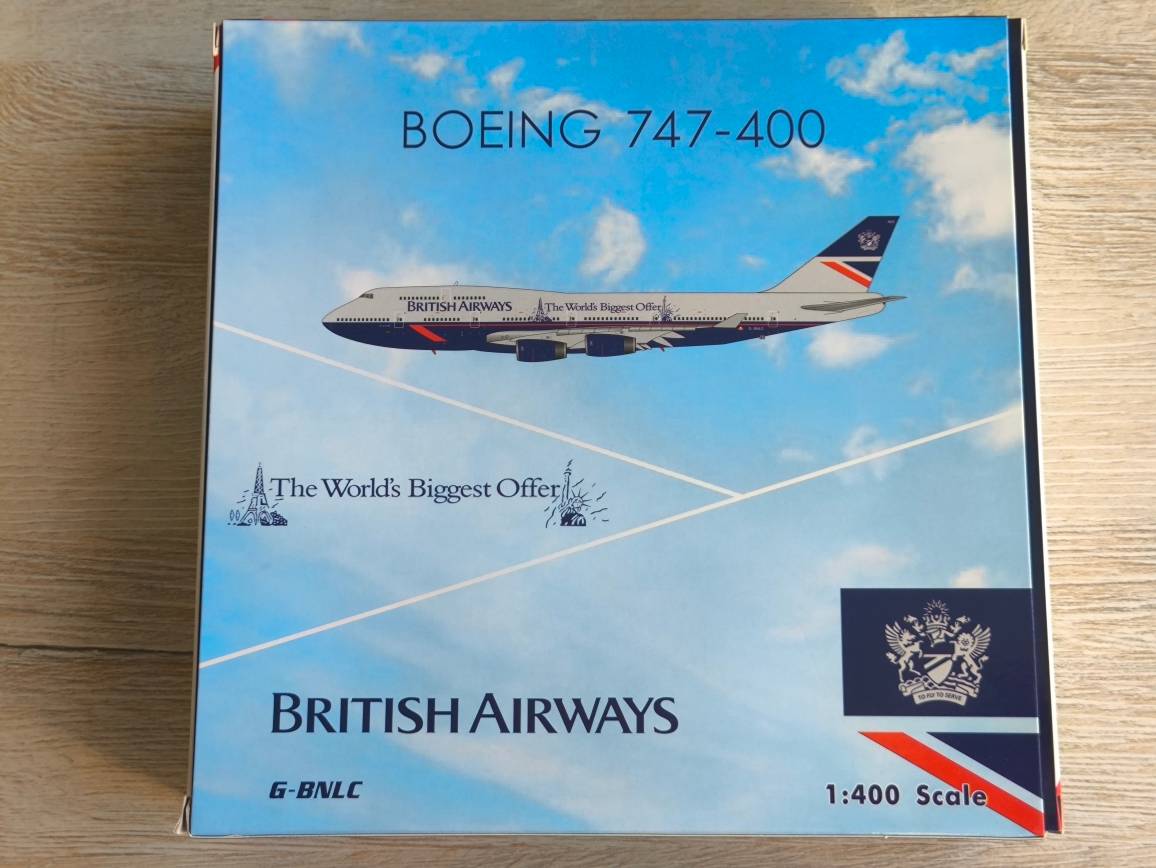 BOEING 747-400
BRITISH AIRWAYS
The World's Biggest Offer
The World's Biggest Offer
TO FLY TO SERVE
BRITISH AIRWAYS
G-BNLC
1:400 Scale